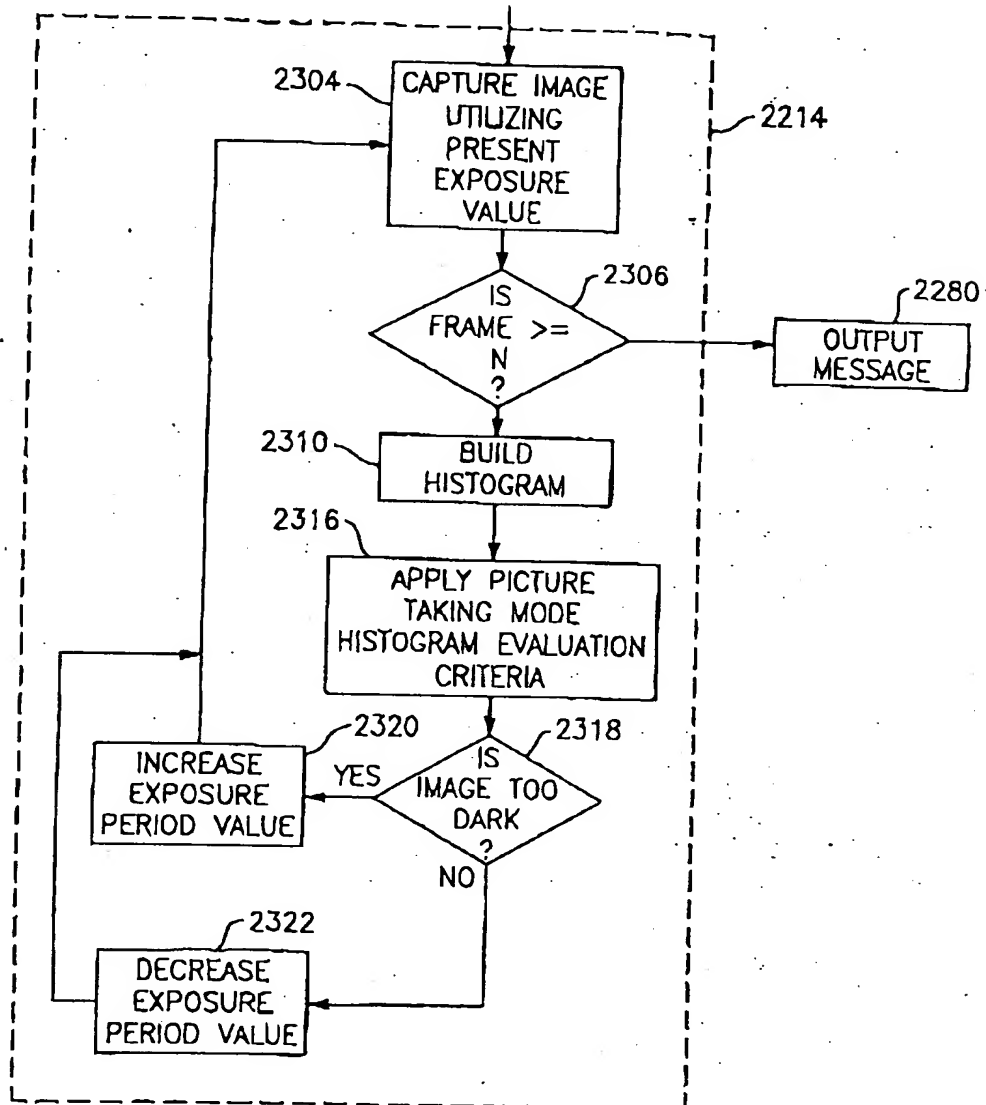 2304
CAPTURE IMAGE
UTILIZING
PRESENT
EXPOSURE
VALUE
2214
2306
IS
FRAME >=
N
?
2280
OUTPUT
MESSAGE
2310
BUILD
HISTOGRAM
2316
APPLY PICTURE
TAKING MODE
HISTOGRAM EVALUATION
CRITERIA
2318
IS
IMAGE TOO
DARK
?
YES
NO
2320
INCREASE
EXPOSURE
PERIOD VALUE
2322
DECREASE
EXPOSURE
PERIOD VALUE